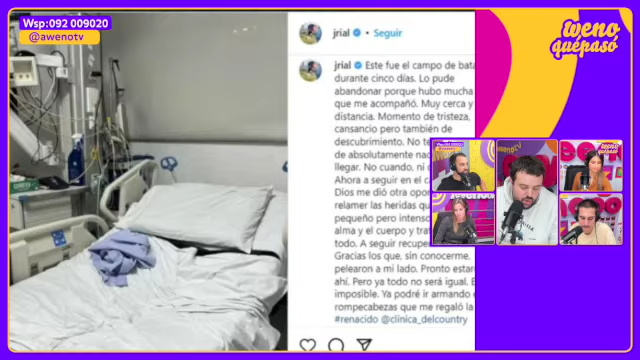 Wsp:092 009020
@awenotv
weno
quépasó
jrial
Seguir
jrial Este fue el campo de bata
durante cinco días. Lo pude
abandonar porque hubo mucha
que me acompañó. Muy cerca y
distancia. Momento de tristeza,
cansancio pero también de
descubrimiento. No te
de absolutamente nad
llegar. No cuando, ni
Ahora a seguir en el ca
Dios me dió otra opor
relamer las heridas qu
pequeño pero intenso
alma y el cuerpo y trat
todo. A seguir recuper
Gracias los que, sin conocerme.
pelearon a mi lado. Pronto estar
ahí. Pero ya todo no será igual. E
imposible. Ya podré ir armando e
rompecabezas que me regaló la
#renacido @clinica_delcountry